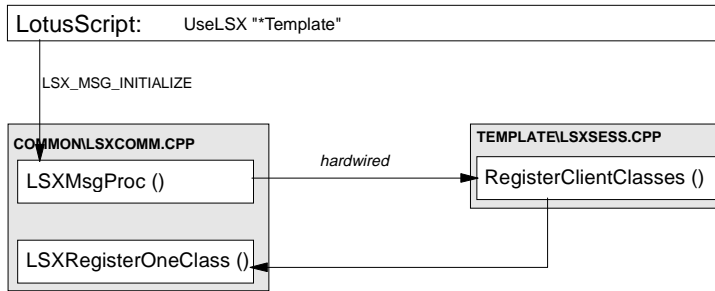 LotusScript: UseLSX "*Template"
LSX_MSG_INITIALIZE
COMMON\LSXCOMM.CPP
TEMPLATE\LSXSESS.CPP
hardwired
LSXMsgProc ()
RegisterClientClasses ()
LSXRegisterOneClass ()